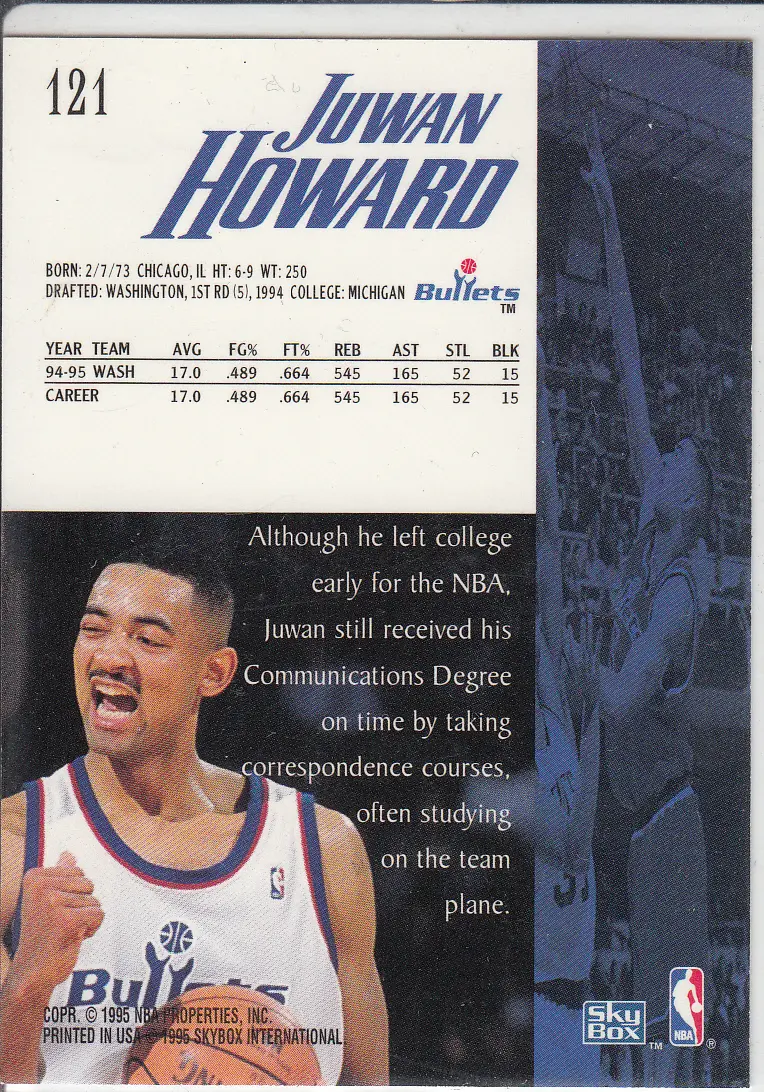 121
JUWAN
HOWARD
BORN: 2/7/73 CHICAGO, IL HT: 6-9 WT: 250
DRAFTED: WASHINGTON, 1ST RD (5), 1994 COLLEGE: MICHIGAN
Bullets
TM
YEAR TEAM AVG FG% FT% REB AST STL BLK
94-95 WASH 17.0 .489 .664 545 165 52 15
CAREER 17.0 .489 .664 545 165 52 15
Although he left college
early for the NBA,
Juwan still received his
Communications Degree
on time by taking
correspondence courses,
often studying
on the team
plane.
Bullets
COPR. © 1995 NBA PROPERTIES, INC.
PRINTED IN USA © 1995 SKYBOX INTERNATIONAL
Sky
Box
TM
NBA
®